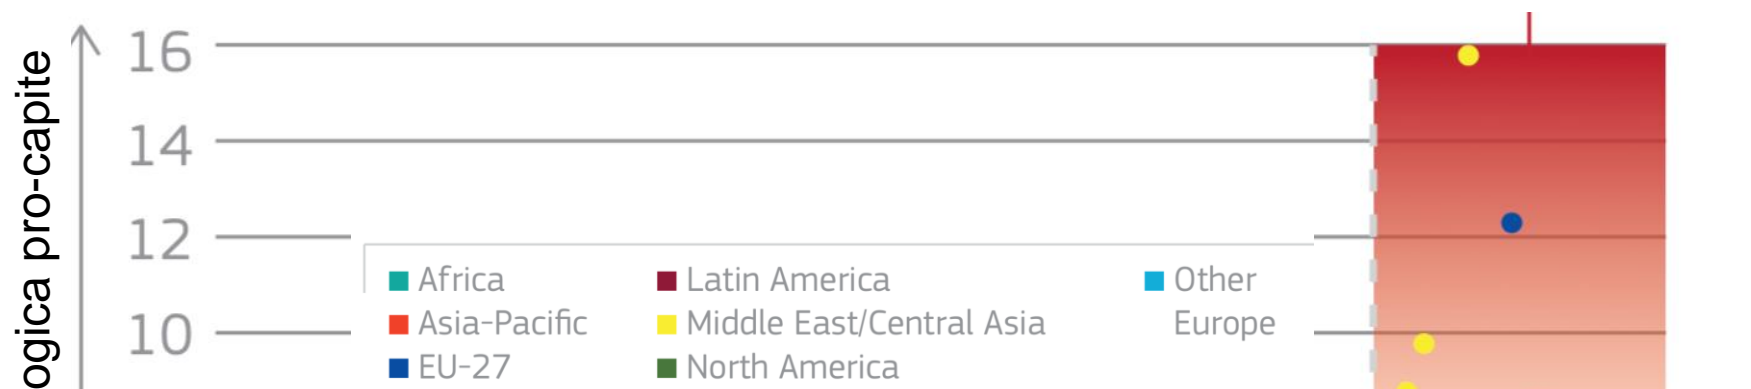 ogica pro-capite
16
14
12
10
Africa
Asia-Pacific
EU-27
Latin America
Middle East/Central Asia
North America
Other
Europe